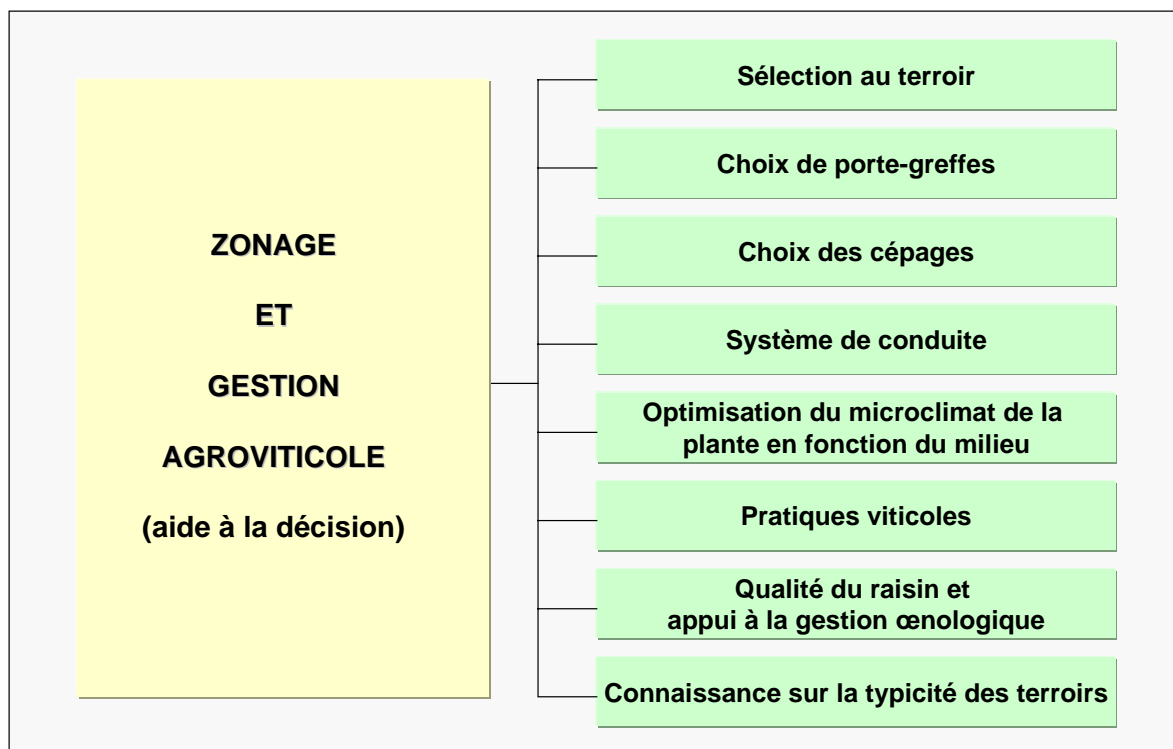 ZONAGE
ET
GESTION
AGROVITICOLE
(aide à la décision)
Sélection au terroir
Choix de porte-greffes
Choix des cépages
Système de conduite
Optimisation du microclimat de la
plante en fonction du milieu
Pratiques viticoles
Qualité du raisin et
appui à la gestion œnologique
Connaissance sur la typicité des terroirs